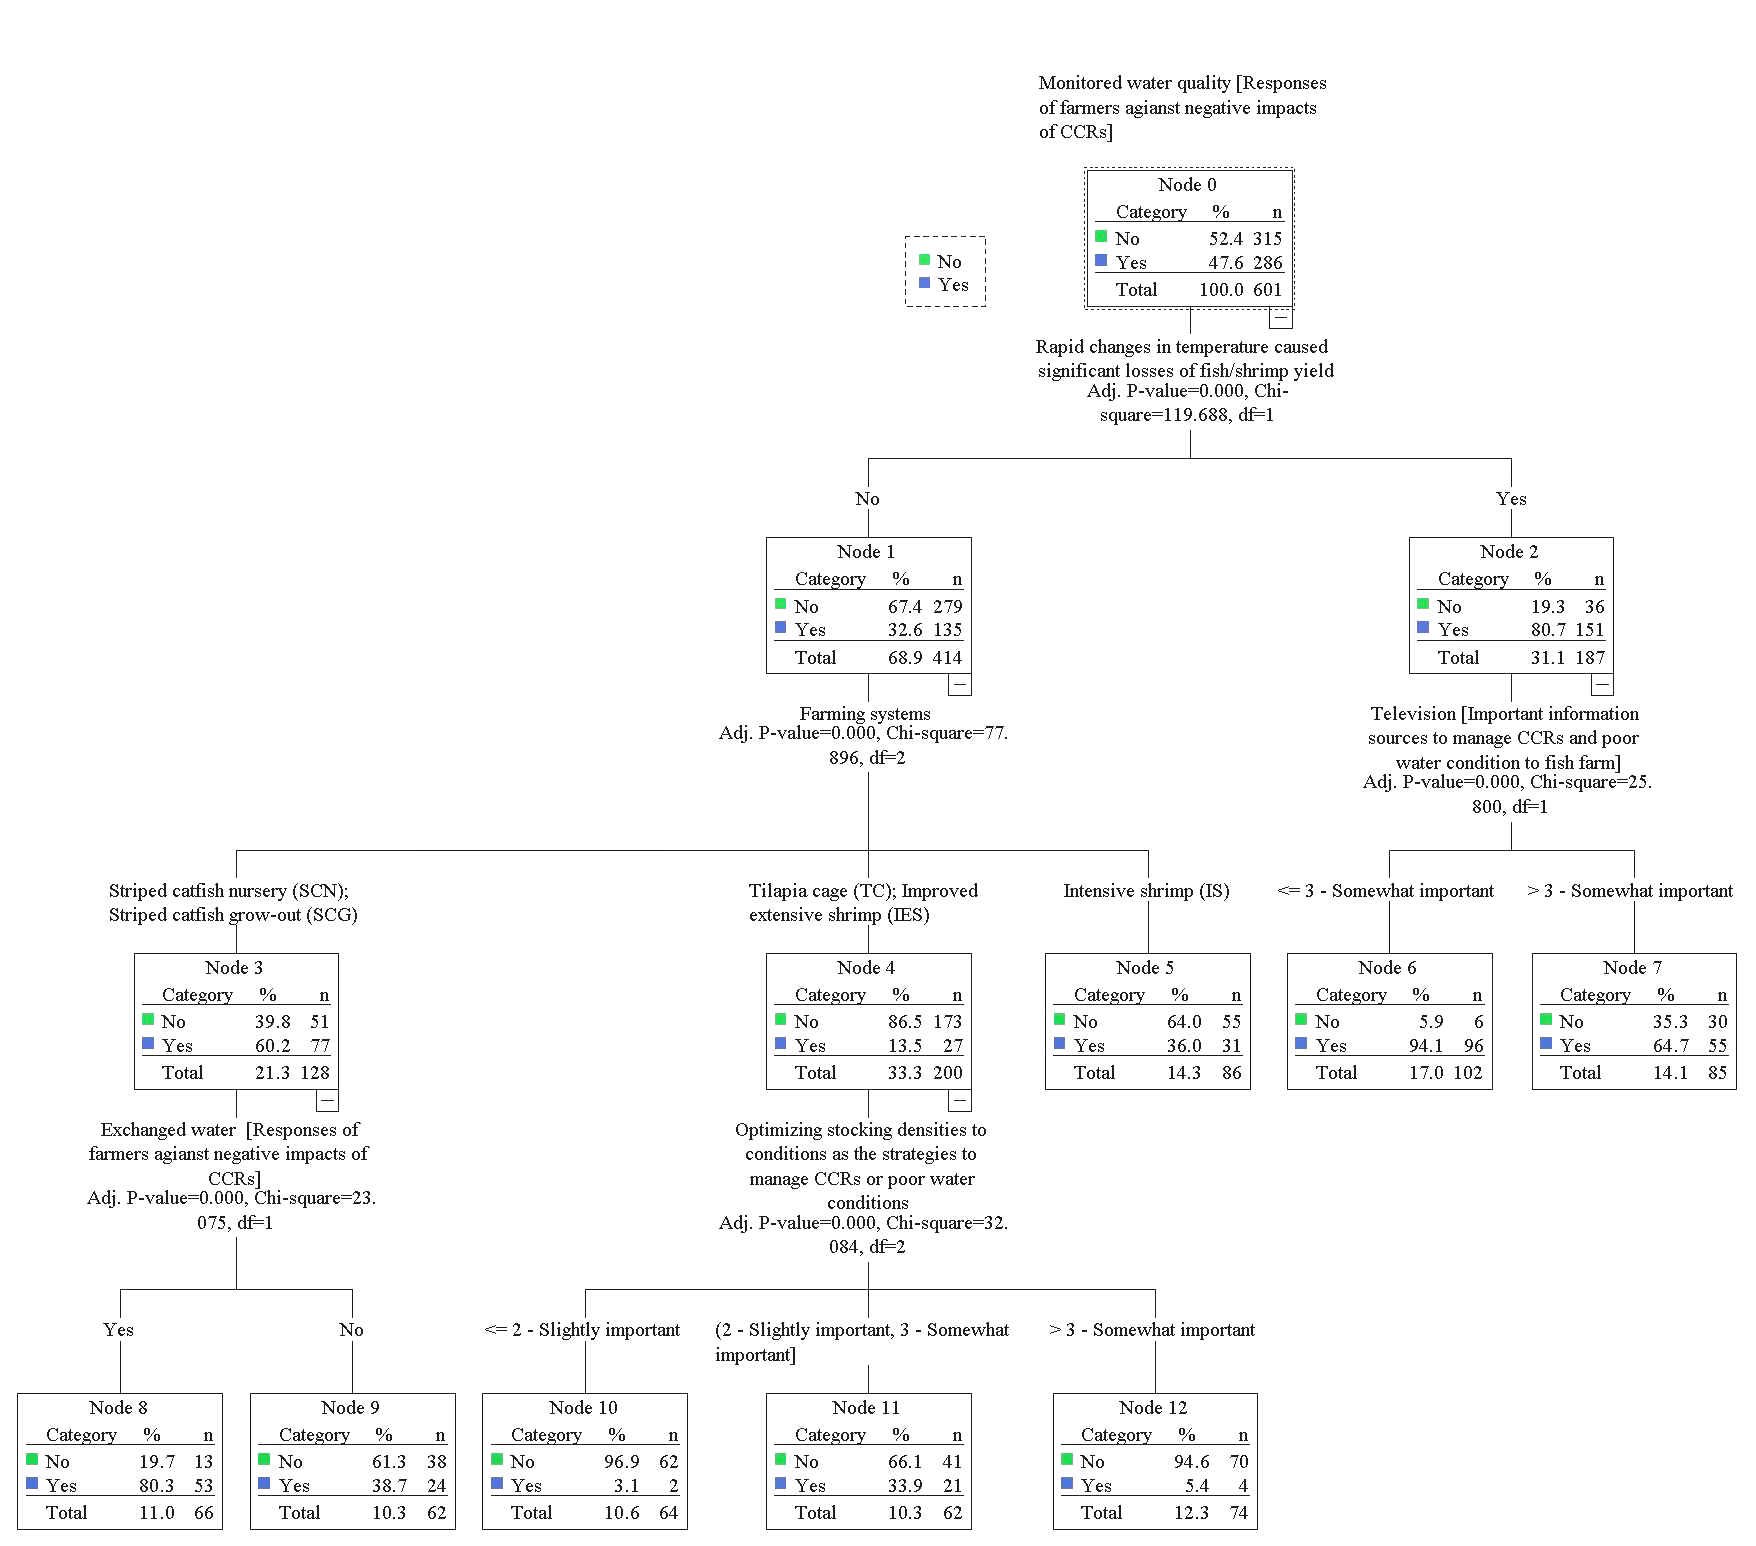 Monitored water quality [Responses
of farmers agianst negative impacts
of CCRs]
Node 0
Category % n
No 52.4 315
Yes 47.6 286
Total 100.0 601
No
Yes
Rapid changes in temperature caused
significant losses of fish/shrimp yield
Adj. P-value=0.000, Chi-
square=119.688, df=1
No
Yes
Node 1
Category % n
No 67.4 279
Yes 32.6 135
Total 68.9 414
Node 2
Category % n
No 19.3 36
Yes 80.7 151
Total 31.1 187
Farming systems
Adj. P-value=0.000, Chi-square=77.
896, df=2
Television [Important information
sources to manage CCRs and poor
water condition to fish farm]
Adj. P-value=0.000, Chi-square=25.
800, df=1
Striped catfish nursery (SCN);
Striped catfish grow-out (SCG)
Tilapia cage (TC); Improved
extensive shrimp (IES)
Intensive shrimp (IS)
<= 3 - Somewhat important
> 3 - Somewhat important
Node 3
Category % n
No 39.8 51
Yes 60.2 77
Total 21.3 128
Node 4
Category % n
No 86.5 173
Yes 13.5 27
Total 33.3 200
Node 5
Category % n
No 64.0 55
Yes 36.0 31
Total 14.3 86
Node 6
Category % n
No 5.9 6
Yes 94.1 96
Total 17.0 102
Node 7
Category % n
No 35.3 30
Yes 64.7 55
Total 14.1 85
Exchanged water [Responses of
farmers agianst negative impacts of
CCRs]
Adj. P-value=0.000, Chi-square=23.
075, df=1
Optimizing stocking densities to
conditions as the strategies to
manage CCRs or poor water
conditions
Adj. P-value=0.000, Chi-square=32.
084, df=2
Yes
No
<= 2 - Slightly important
(2 - Slightly important, 3 - Somewhat
important]
> 3 - Somewhat important
Node 8
Category % n
No 19.7 13
Yes 80.3 53
Total 11.0 66
Node 9
Category % n
No 61.3 38
Yes 38.7 24
Total 10.3 62
Node 10
Category % n
No 96.9 62
Yes 3.1 2
Total 10.6 64
Node 11
Category % n
No 66.1 41
Yes 33.9 21
Total 10.3 62
Node 12
Category % n
No 94.6 70
Yes 5.4 4
Total 12.3 74